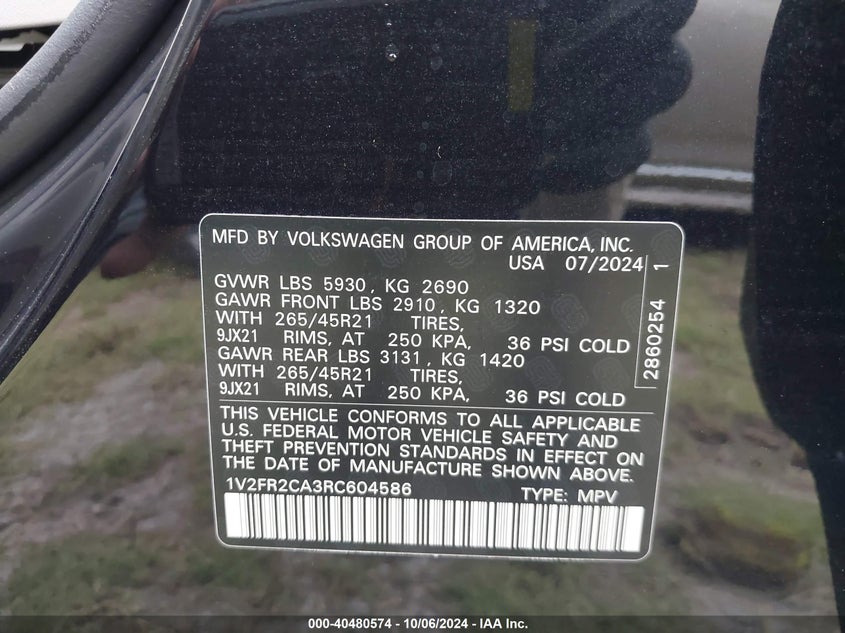 MFD BY VOLKSWAGEN GROUP OF AMERICA, INC.
USA 07/2024
GVWR LBS 5930, KG 2690
GAWR FRONT LBS 2910, KG 1320
WITH 265/45R21 TIRES,
9JX21 RIMS, AT 250 KPA, 36 PSI COLD
GAWR REAR LBS 3131, KG 1420
WITH 265/45R21 TIRES,
9JX21 RIMS, AT 250 KPA, 36 PSI COLD
2860254 1
THIS VEHICLE CONFORMS TO ALL APPLICABLE
U.S. FEDERAL MOTOR VEHICLE SAFETY AND
THEFT PREVENTION STANDARDS IN EFFECT ON
THE DATE OF MANUFACTURE SHOWN ABOVE.
1V2FR2CA3RC604586 TYPE: MPV
000-40480574 - 10/06/2024 - IAA Inc.